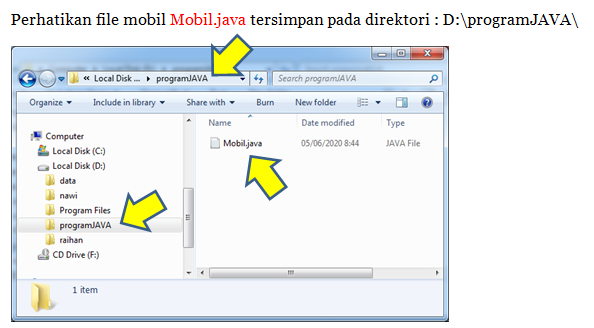 Perhatikan file mobil Mobil.java tersimpan pada direktori : D:\programJAVA\
« Local Disk ... ▸ programJAVA
Search programJAVA
Organize Include in library Share with Burn New folder
Name Date modified Type
Computer
Local Disk (C:)
Local Disk (D:)
data
nawi
Program Files
programJAVA
raihan
CD Drive (F:)
Mobil.java 05/06/2020 8:44 JAVA File
1 item